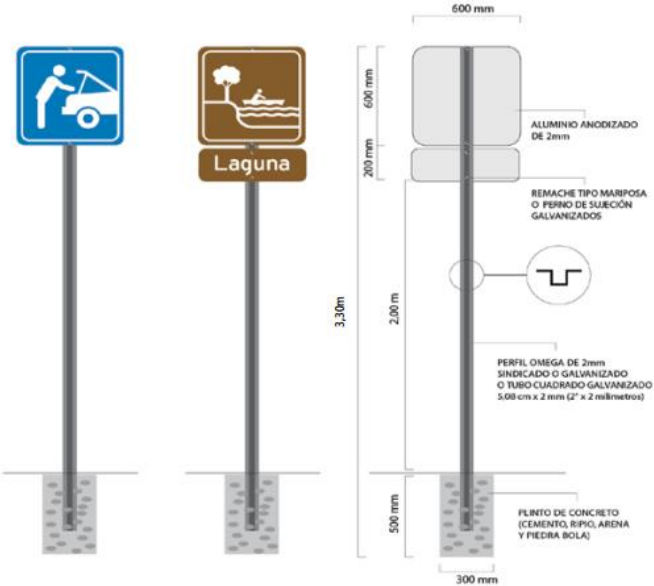 600 mm
600 mm
ALUMINIO ANODIZADO
DE 2mm
Laguna
200 mm
REMACHE TIPO MARIPOSA
O PERNO DE SUJECIÓN
GALVANIZADOS
3,30m
2,00 m
PERFIL OMEGA DE 2mm
SINDICADO O GALVANIZADO
O TUBO CUADRADO GALVANIZADO
5,08 cm x 2 mm (2" x 2 milímetros)
500 mm
PLINTO DE CONCRETO
(CEMENTO, RIPIO, ARENA
Y PIEDRA BOLA)
300 mm